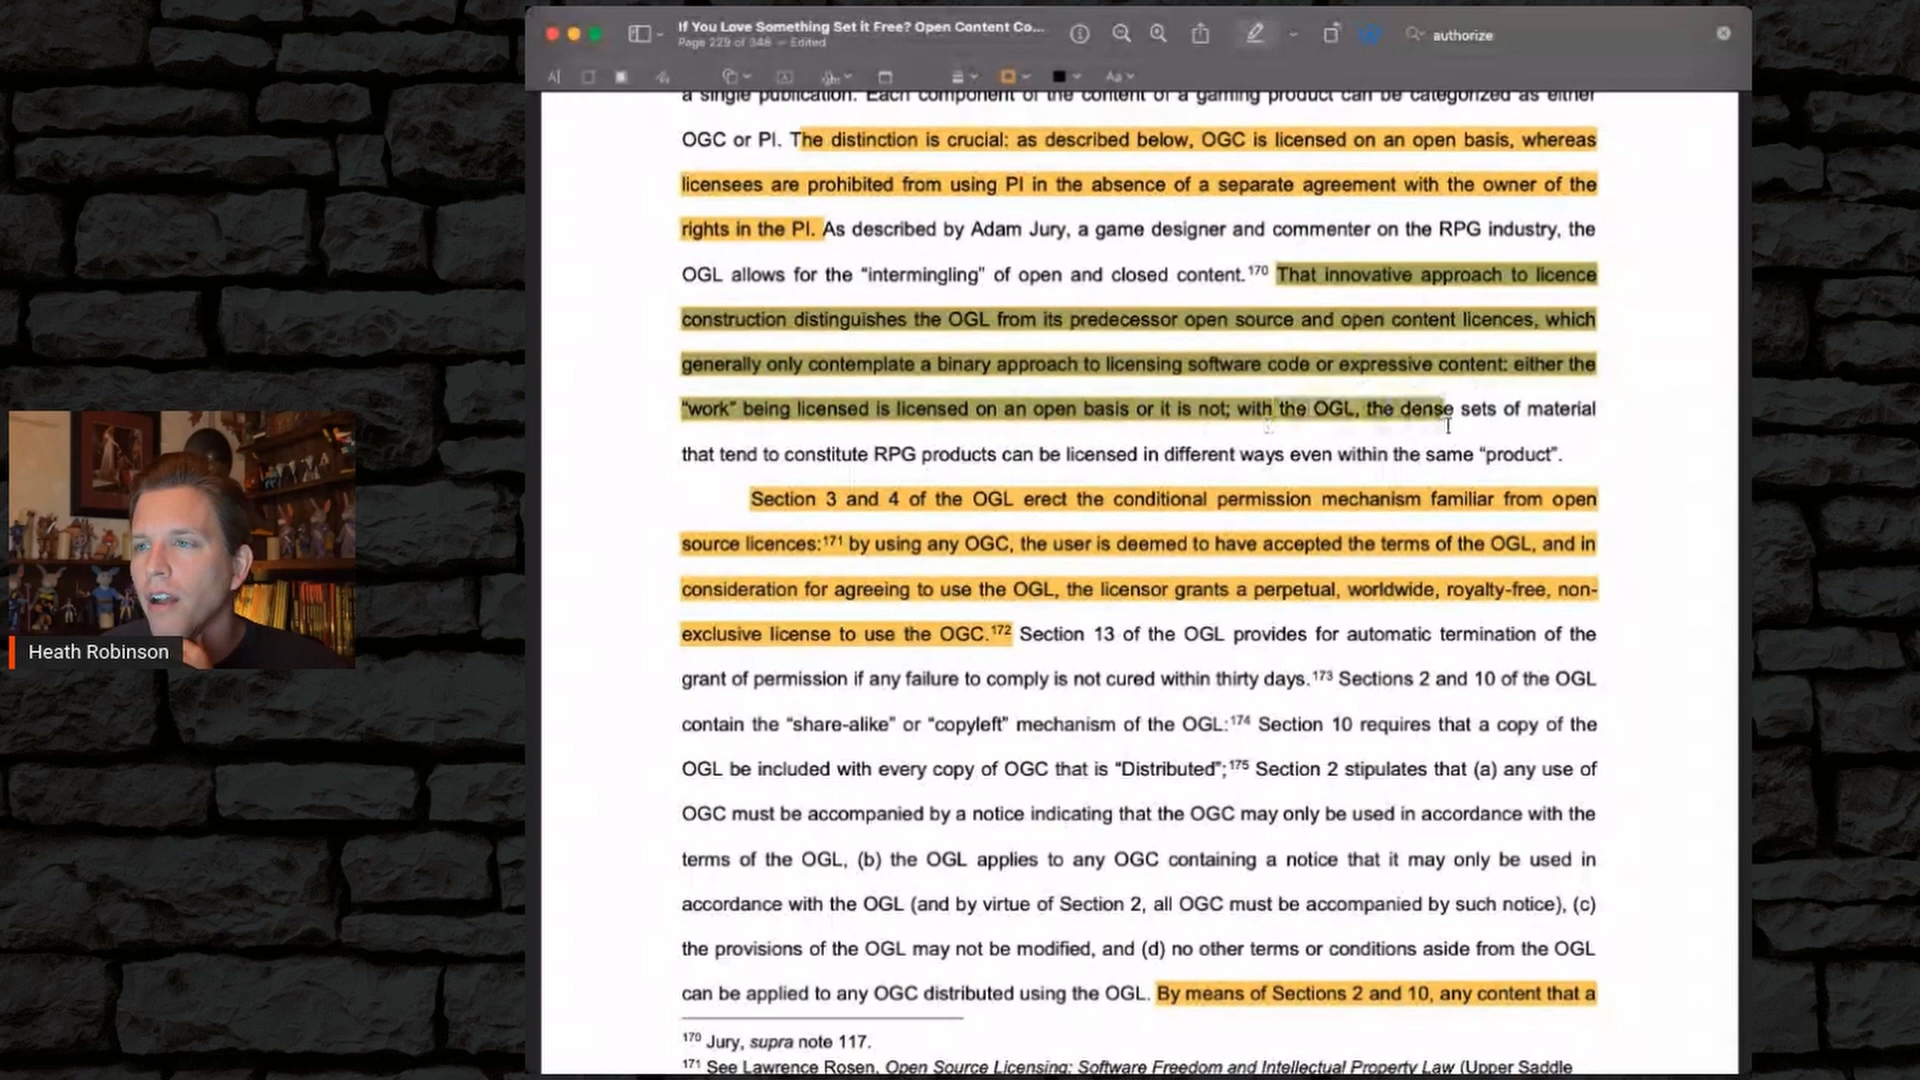 If You Love Something Set it Free? Open Content Co...
Page 229 of 348 — Edited
authorize
a single publication. Each component of the content of a gaming product can be categorized as either
OGC or PI. The distinction is crucial: as described below, OGC is licensed on an open basis, whereas
licensees are prohibited from using PI in the absence of a separate agreement with the owner of the
rights in the PI. As described by Adam Jury, a game designer and commenter on the RPG industry, the
OGL allows for the “intermingling” of open and closed content.170 That innovative approach to licence
construction distinguishes the OGL from its predecessor open source and open content licences, which
generally only contemplate a binary approach to licensing software code or expressive content: either the
“work” being licensed is licensed on an open basis or it is not; with the OGL, the dense sets of material
that tend to constitute RPG products can be licensed in different ways even within the same “product”.
Section 3 and 4 of the OGL erect the conditional permission mechanism familiar from open
source licences:171 by using any OGC, the user is deemed to have accepted the terms of the OGL, and in
consideration for agreeing to use the OGL, the licensor grants a perpetual, worldwide, royalty-free, non-
exclusive license to use the OGC.172 Section 13 of the OGL provides for automatic termination of the
grant of permission if any failure to comply is not cured within thirty days.173 Sections 2 and 10 of the OGL
contain the “share-alike” or “copyleft” mechanism of the OGL:174 Section 10 requires that a copy of the
OGL be included with every copy of OGC that is “Distributed”;175 Section 2 stipulates that (a) any use of
OGC must be accompanied by a notice indicating that the OGC may only be used in accordance with the
terms of the OGL, (b) the OGL applies to any OGC containing a notice that it may only be used in
accordance with the OGL (and by virtue of Section 2, all OGC must be accompanied by such notice), (c)
the provisions of the OGL may not be modified, and (d) no other terms or conditions aside from the OGL
can be applied to any OGC distributed using the OGL. By means of Sections 2 and 10, any content that a
170 Jury, supra note 117.
171 See Lawrence Rosen, Open Source Licensing: Software Freedom and Intellectual Property Law (Upper Saddle
Heath Robinson